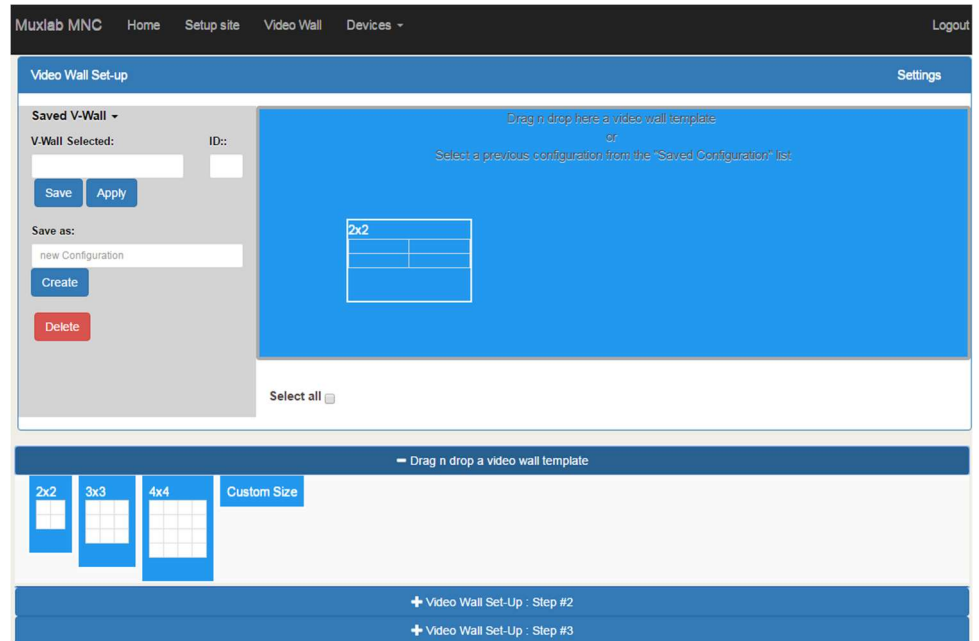 Muxlab MNC Home Setup site Video Wall Devices Logout
Video Wall Set-up Settings
Saved V-Wall
V-Wall Selected: ID::
Save Apply
Save as:
new Configuration
Create
Delete
Drag n drop here a video wall template
or
Select a previous configuration from the "Saved Configuration" list
2x2
Select all
Drag n drop a video wall template
2x2 3x3 4x4 Custom Size
Video Wall Set-Up : Step #2
Video Wall Set-Up : Step #3